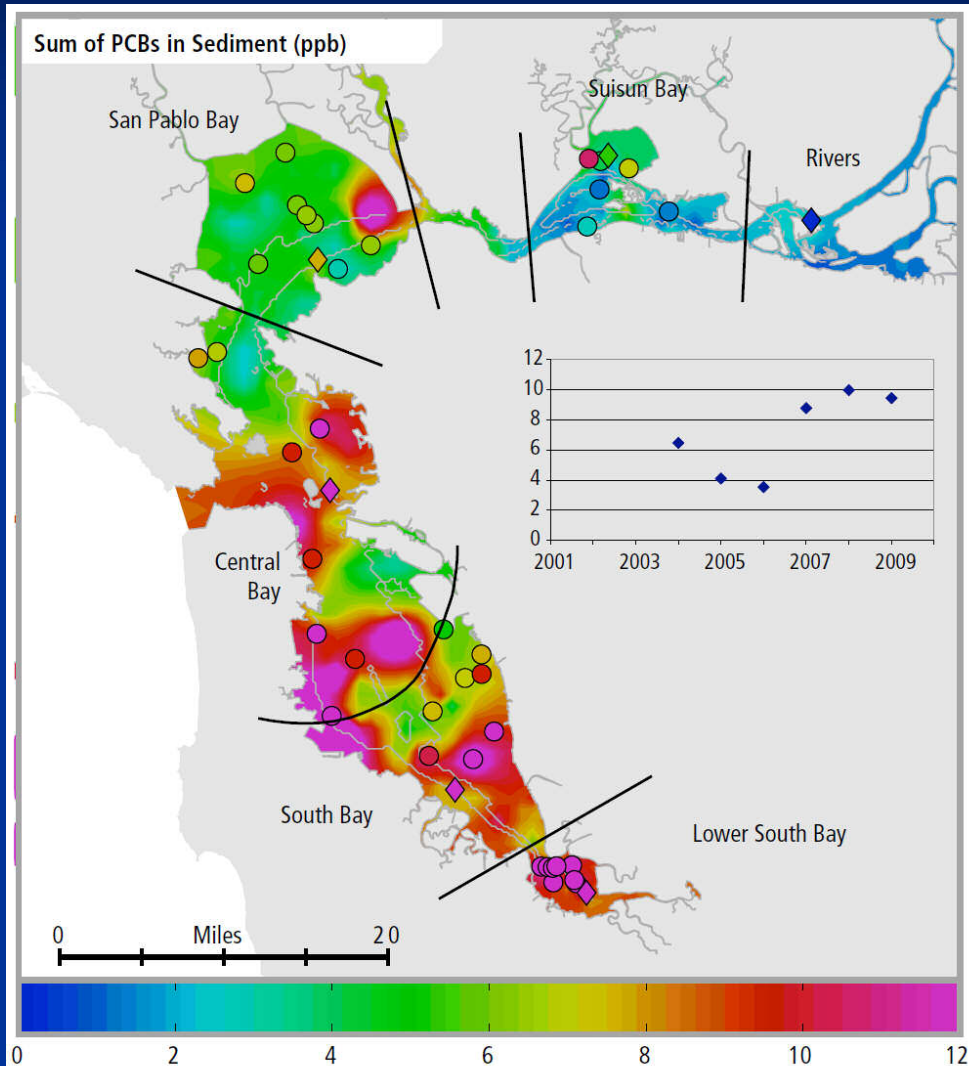 Sum of PCBs in Sediment (ppb)
Suisun Bay
San Pablo Bay
Rivers
12
10
8
6
4
2
0
2001 2003 2005 2007 2009
Central
Bay
South Bay
Lower South Bay
0 Miles 20
0 2 4 6 8 10 12